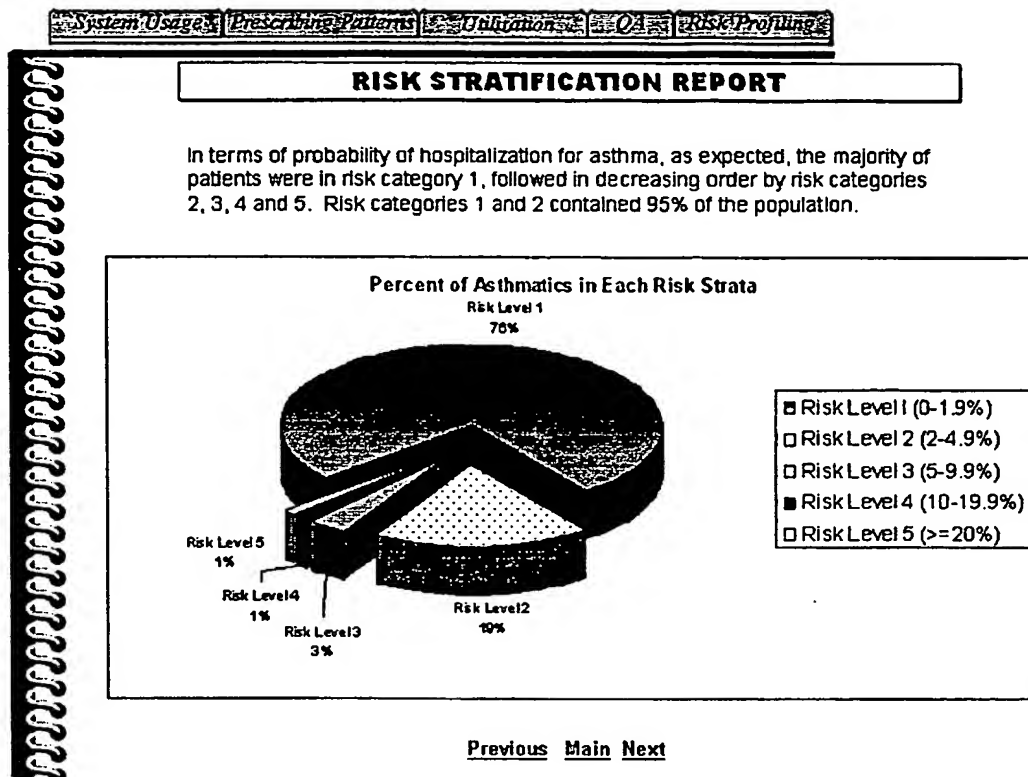 System Usage Prescribing Patterns Utilization QA Risk Profiling
RISK STRATIFICATION REPORT
In terms of probability of hospitalization for asthma, as expected, the majority of
patients were in risk category 1, followed in decreasing order by risk categories
2, 3, 4 and 5. Risk categories 1 and 2 contained 95% of the population.
Percent of Asthmatics in Each Risk Strata
Risk Level 1
76%
Risk Level 5
1%
Risk Level 4
1%
Risk Level 3
3%
Risk Level 2
19%
Risk Level 1 (0-1.9%)
Risk Level 2 (2-4.9%)
Risk Level 3 (5-9.9%)
Risk Level 4 (10-19.9%)
Risk Level 5 (>=20%)
Previous Main Next